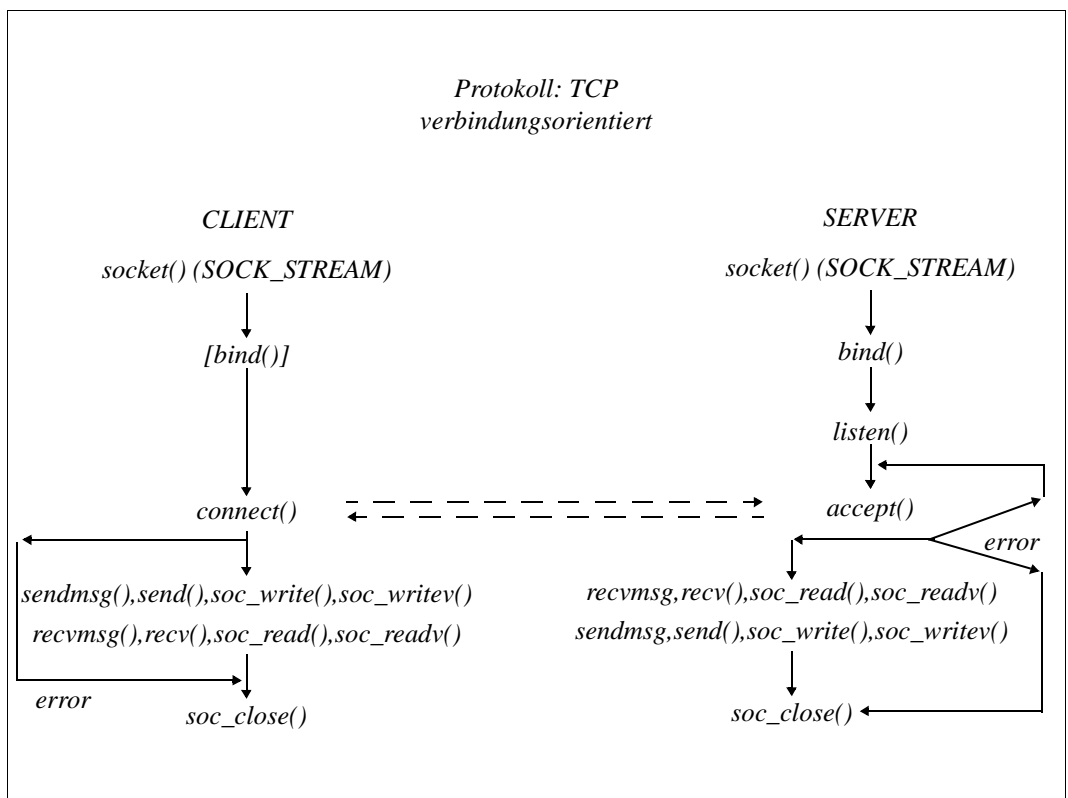 Protokoll: TCP
verbindungsorientiert
CLIENT
socket() (SOCK_STREAM)
[bind()]
connect()
sendmsg(),send(),soc_write(),soc_writev()
recvmsg(),recv(),soc_read(),soc_readv()
error
soc_close()
SERVER
socket() (SOCK_STREAM)
bind()
listen()
accept()
error
recvmsg,recv(),soc_read(),soc_readv()
sendmsg,send(),soc_write(),soc_writev()
soc_close()